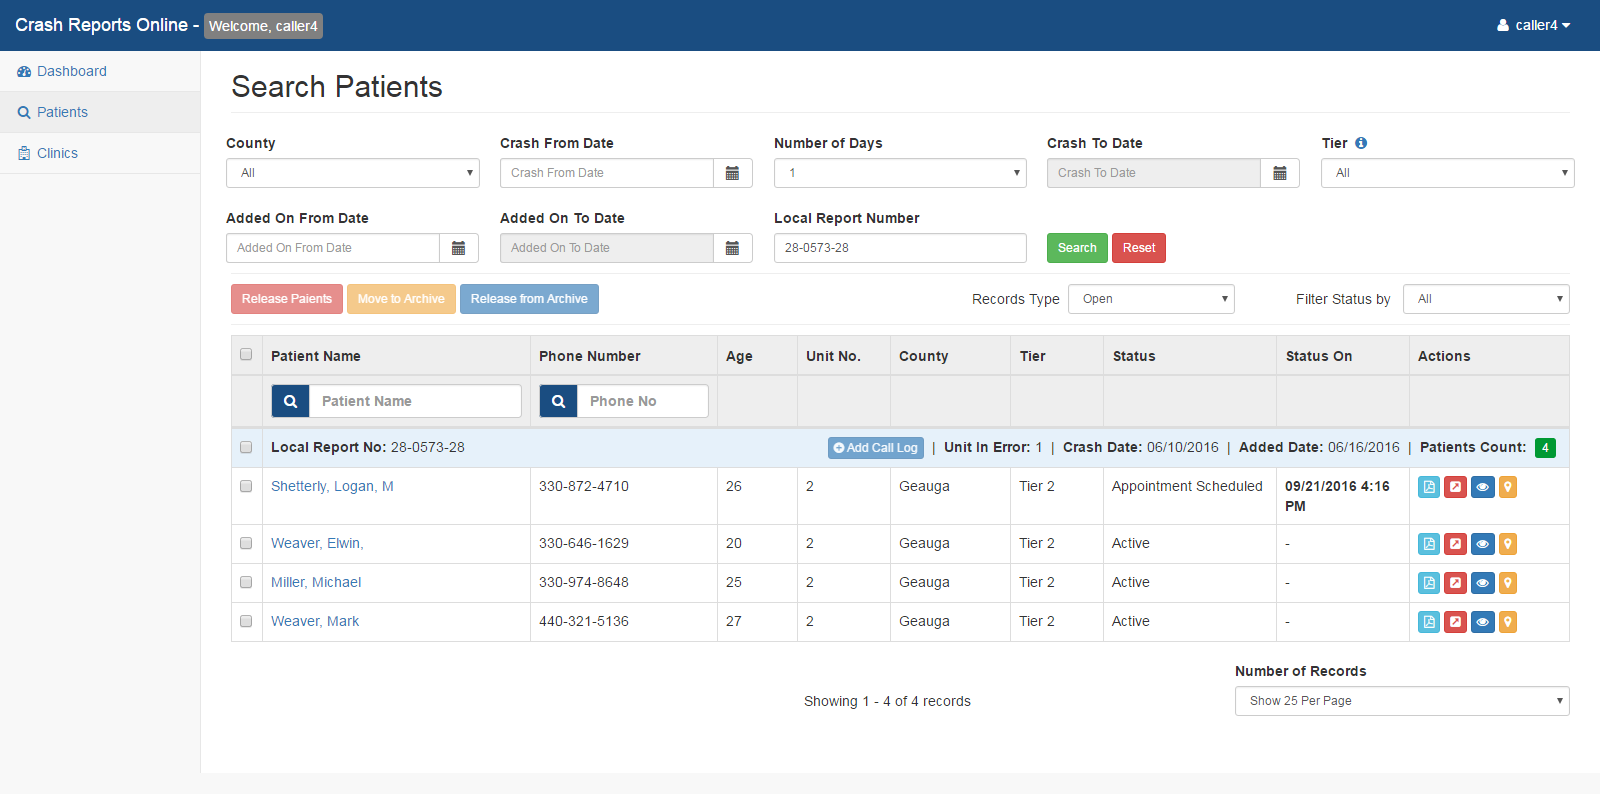 Crash Reports Online - Welcome, caller4
caller4
Dashboard
Patients
Clinics
Search Patients
County
Crash From Date
Number of Days
Crash To Date
Tier
All
Crash From Date
1
Crash To Date
All
Added On From Date
Added On To Date
Local Report Number
Added On From Date
Added On To Date
28-0573-28
Search
Reset
Release Paients
Move to Archive
Release from Archive
Records Type
Open
Filter Status by
All
Patient Name Phone Number Age Unit No. County Tier Status Status On Actions
Patient Name
Phone No
Local Report No: 28-0573-28 Add Call Log | Unit In Error: 1 | Crash Date: 06/10/2016 | Added Date: 06/16/2016 | Patients Count: 4
Shetterly, Logan, M 330-872-4710 26 2 Geauga Tier 2 Appointment Scheduled 09/21/2016 4:16
PM
Weaver, Elwin, 330-646-1629 20 2 Geauga Tier 2 Active -
Miller, Michael 330-974-8648 25 2 Geauga Tier 2 Active -
Weaver, Mark 440-321-5136 27 2 Geauga Tier 2 Active -
Number of Records
Showing 1 - 4 of 4 records
Show 25 Per Page